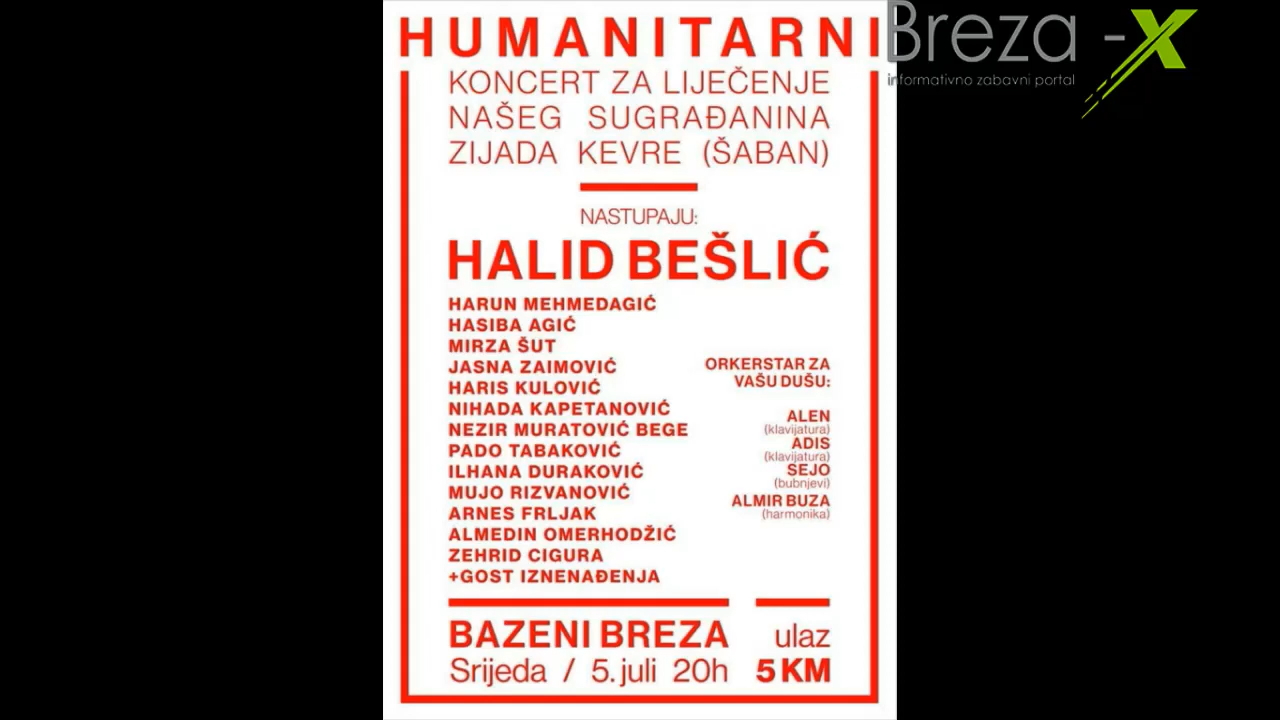 HUMANITARNI
KONCERT ZA LIJEČENJE
NAŠEG SUGRAĐANINA
ZIJADA KEVRE (ŠABAN)
NASTUPAJU:
HALID BEŠLIĆ
HARUN MEHMEDAGIĆ
HASIBA AGIĆ
MIRZA ŠUT
JASNA ZAIMOVIĆ
HARIS KULOVIĆ
NIHADA KAPETANOVIĆ
NEZIR MURATOVIĆ BEGE
PADO TABAKOVIĆ
ILHANA DURAKOVIĆ
MUJO RIZVANOVIĆ
ARNES FRLJAK
ALMEDIN OMERHODŽIĆ
ZEHRID CIGURA
+GOST IZNENAĐENJA
ORKERSTAR ZA
VAŠU DUŠU:
ALEN
(klavijatura)
ADIS
(klavijatura)
SEJO
(bubnjevi)
ALMIR BUZA
(harmonika)
BAZENI BREZA
Srijeda / 5. juli 20h
ulaz
5 KM
Breza -X
informativno zabavni portal